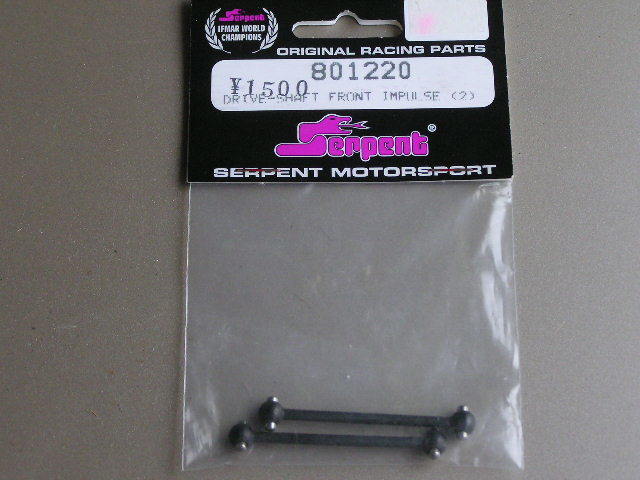 Serpent
IFMAR WORLD
CHAMPIONS
ORIGINAL RACING PARTS
801220
¥1500
DRIVE-SHAFT FRONT IMPULSE (2)
Serpent®
SERPENT MOTORSPORT